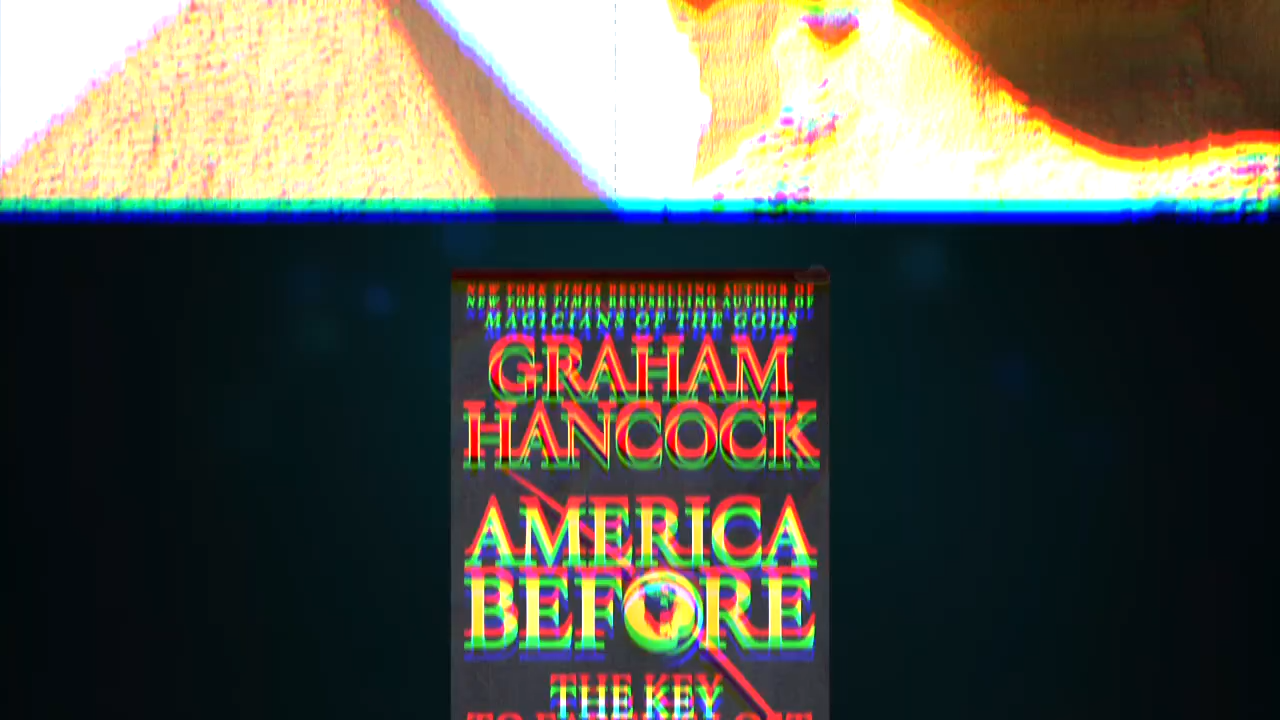 NEW YORK TIMES BESTSELLING AUTHOR OF
MAGICIANS OF THE GODS
GRAHAM
HANCOCK
AMERICA
BEFORE
THE KEY